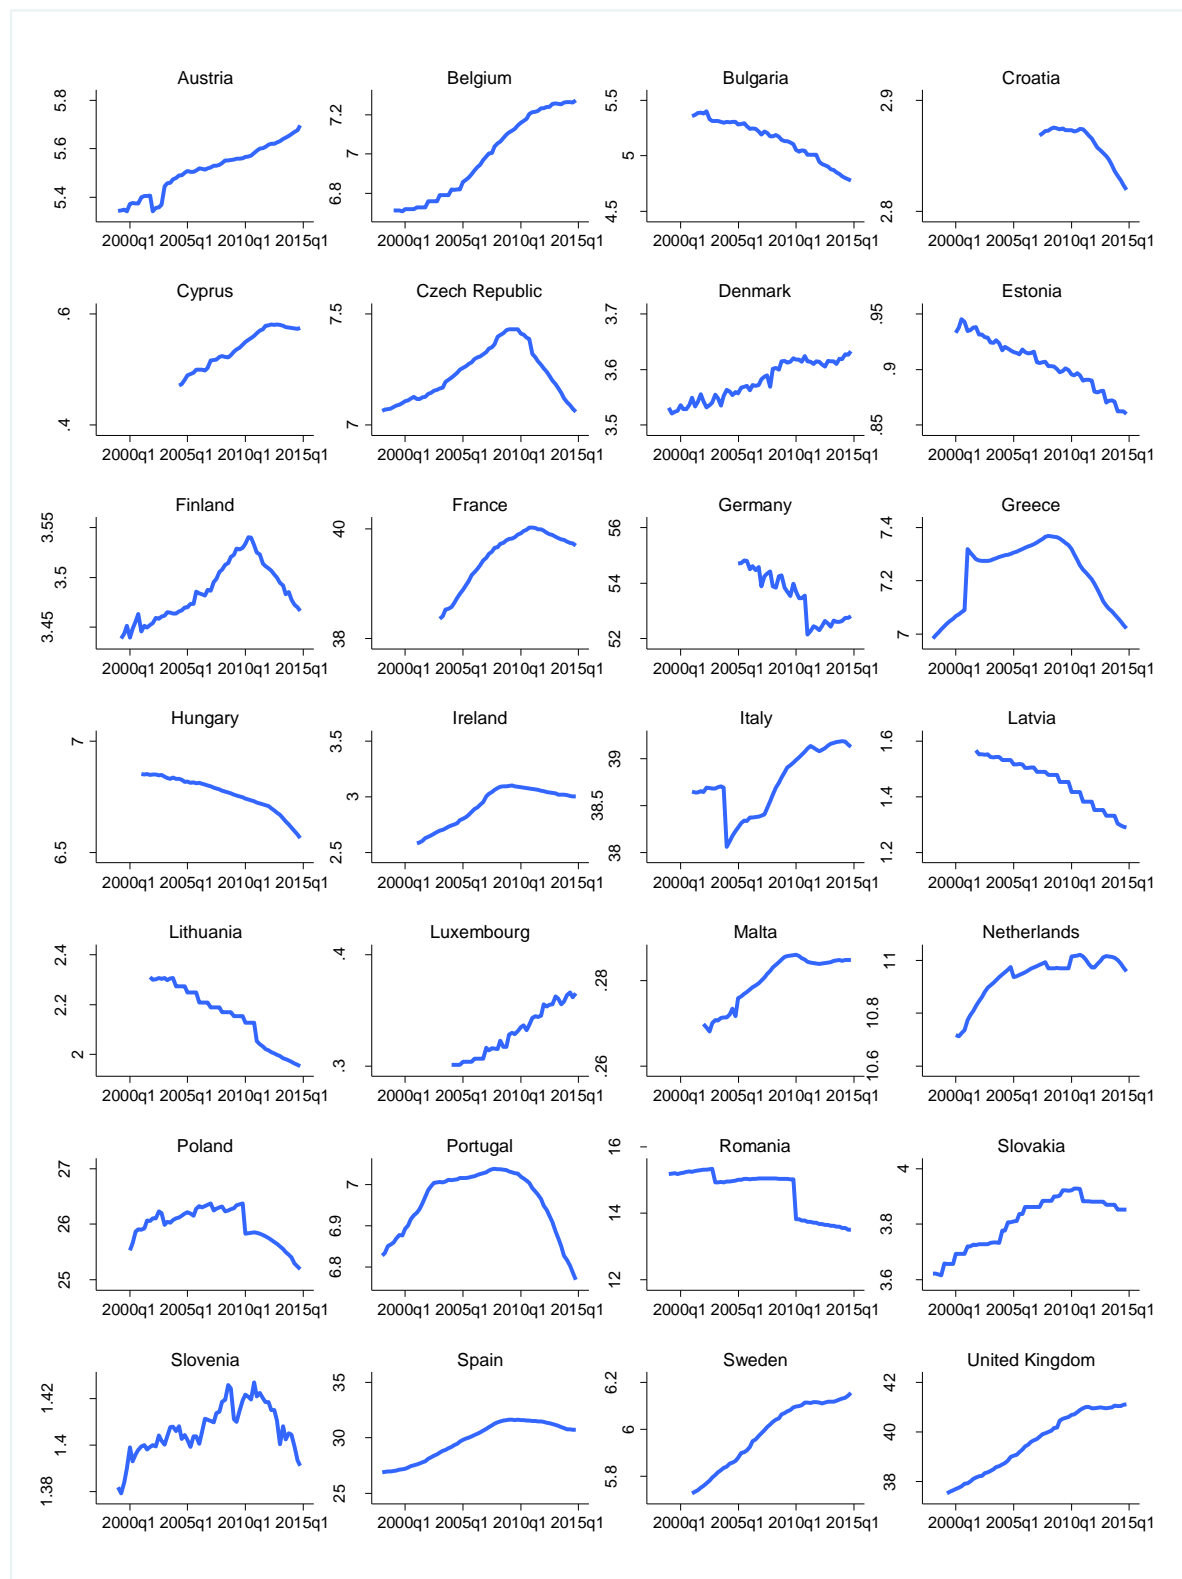 Austria Belgium Bulgaria Croatia
5.8 7.2 5.5 2.9
5.6 7 5
5.4 6.8 4.5 2.8
2000q1 2005q1 2010q1 2015q1 2000q1 2005q1 2010q1 2015q1 2000q1 2005q1 2010q1 2015q1 2000q1 2005q1 2010q1 2015q1
Cyprus Czech Republic Denmark Estonia
.6 7.5 3.7 .95
3.6 .9
.4 7 3.5 .85
2000q1 2005q1 2010q1 2015q1 2000q1 2005q1 2010q1 2015q1 2000q1 2005q1 2010q1 2015q1 2000q1 2005q1 2010q1 2015q1
Finland France Germany Greece
3.55 40 56 7.4
3.5 54 7.2
3.45 38 52 7
2000q1 2005q1 2010q1 2015q1 2000q1 2005q1 2010q1 2015q1 2000q1 2005q1 2010q1 2015q1 2000q1 2005q1 2010q1 2015q1
Hungary Ireland Italy Latvia
7 3.5 39 1.6
3 38.5 1.4
6.5 2.5 38 1.2
2000q1 2005q1 2010q1 2015q1 2000q1 2005q1 2010q1 2015q1 2000q1 2005q1 2010q1 2015q1 2000q1 2005q1 2010q1 2015q1
Lithuania Luxembourg Malta Netherlands
2.4 .4 .28 11
2.2 10.8
2 .3 .26 10.6
2000q1 2005q1 2010q1 2015q1 2000q1 2005q1 2010q1 2015q1 2000q1 2005q1 2010q1 2015q1 2000q1 2005q1 2010q1 2015q1
Poland Portugal Romania Slovakia
27 7 16 4
26 6.9 14 3.8
25 6.8 12 3.6
2000q1 2005q1 2010q1 2015q1 2000q1 2005q1 2010q1 2015q1 2000q1 2005q1 2010q1 2015q1 2000q1 2005q1 2010q1 2015q1
Slovenia Spain Sweden United Kingdom
1.42 35 6.2 42
1.4 30 6 40
1.38 25 5.8 38
2000q1 2005q1 2010q1 2015q1 2000q1 2005q1 2010q1 2015q1 2000q1 2005q1 2010q1 2015q1 2000q1 2005q1 2010q1 2015q1